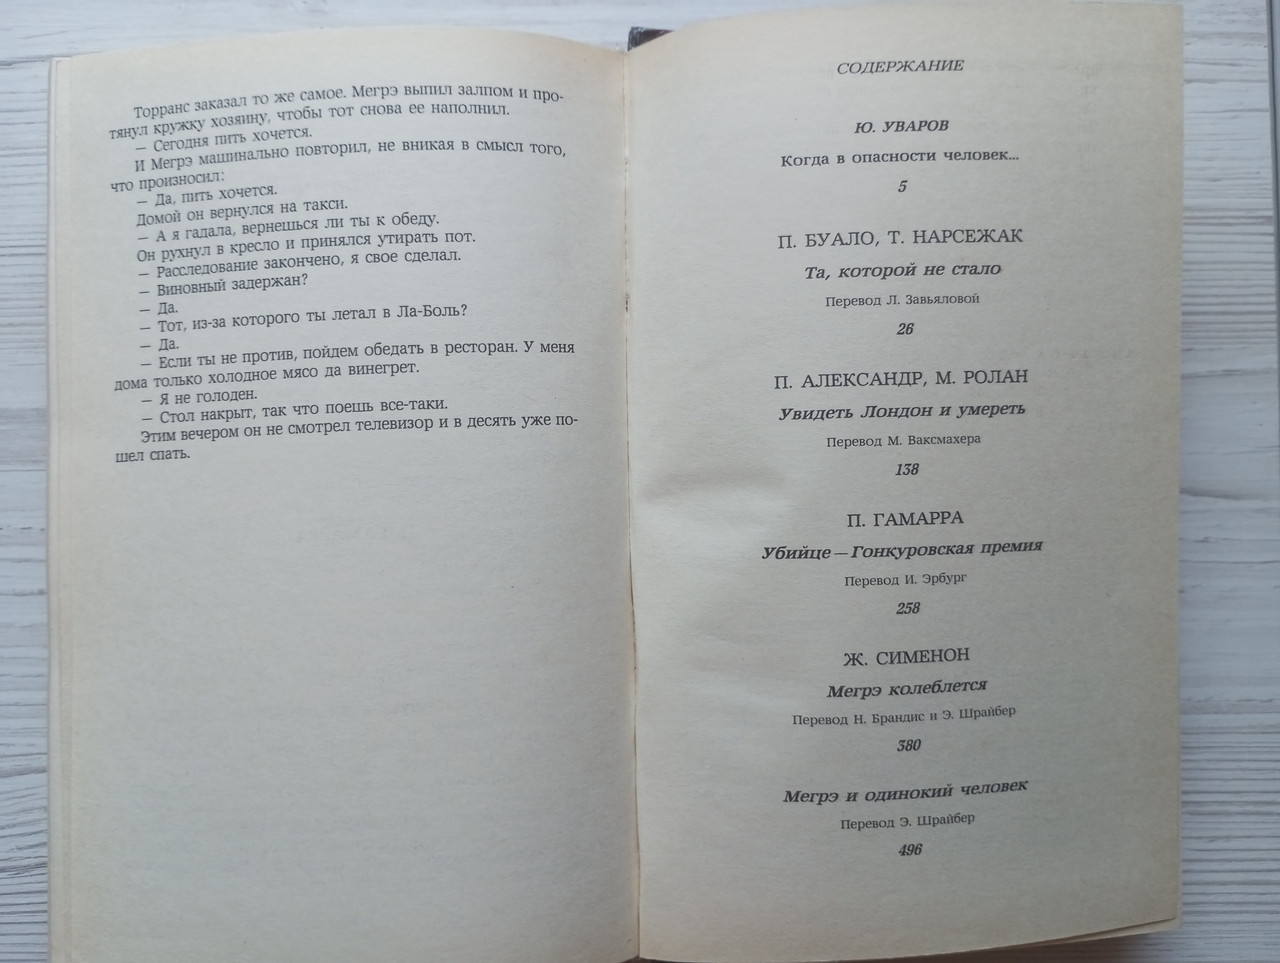 Торранс заказал то же самое. Мегрэ выпил залпом и про-
тянул кружку хозяину, чтобы тот снова ее наполнил.
— Сегодня пить хочется.
И Мегрэ машинально повторил, не вникая в смысл того,
что произносил:
— Да, пить хочется.
Домой он вернулся на такси.
— А я гадала, вернешься ли ты к обеду.
Он рухнул в кресло и принялся утирать пот.
— Расследование закончено, я свое сделал.
— Виновный задержан?
— Да.
— Тот, из-за которого ты летал в Ла-Боль?
— Да.
— Если ты не против, пойдем обедать в ресторан. У меня
дома только холодное мясо да винегрет.
— Я не голоден.
— Стол накрыт, так что поешь все-таки.
Этим вечером он не смотрел телевизор и в десять уже по-
шел спать.
СОДЕРЖАНИЕ
Ю. УВАРОВ
Когда в опасности человек...
5
П. БУАЛО, Т. НАРСЕЖАК
Та, которой не стало
Перевод Л. Завьяловой
26
П. АЛЕКСАНДР, М. РОЛАН
Увидеть Лондон и умереть
Перевод М. Ваксмахера
138
П. ГАМАРРА
Убийце — Гонкуровская премия
Перевод И. Эрбург
258
Ж. СИМЕНОН
Мегрэ колеблется
Перевод Н. Брандис и Э. Шрайбер
380
Мегрэ и одинокий человек
Перевод Э. Шрайбер
496